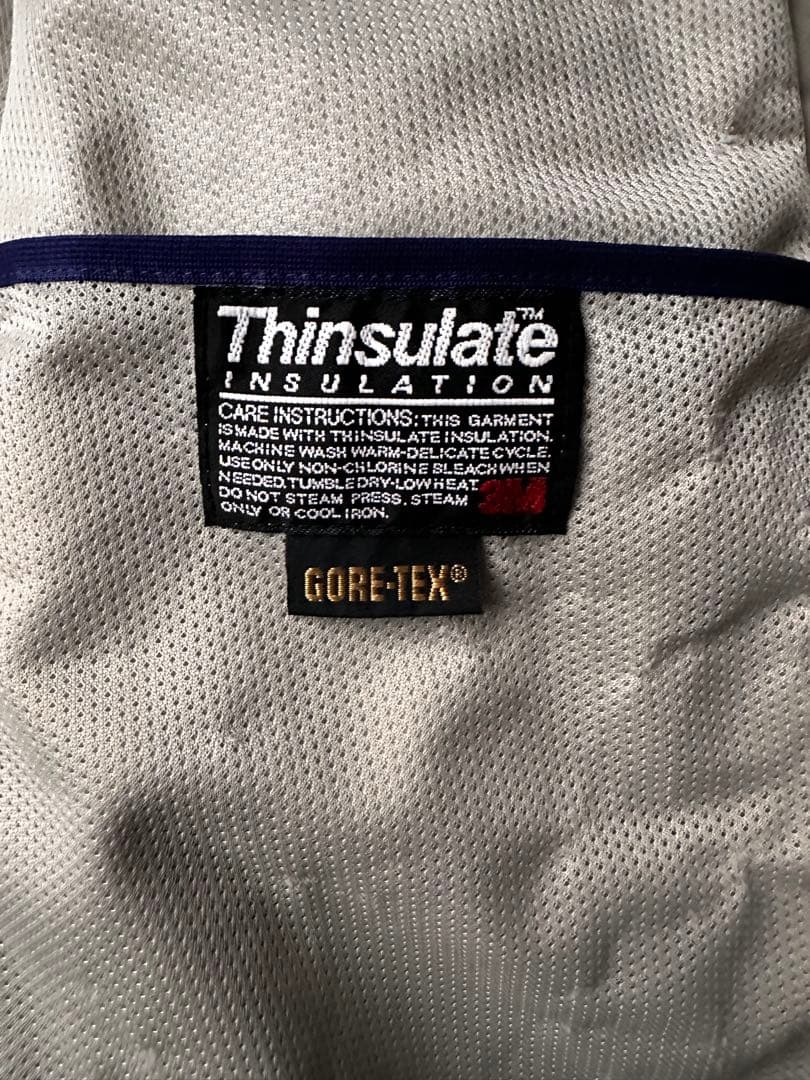 Thinsulate™
INSULATION
CARE INSTRUCTIONS: THIS GARMENT
IS MADE WITH THINSULATE INSULATION.
MACHINE WASH WARM-DELICATE CYCLE.
USE ONLY NON-CHLORINE BLEACH WHEN
NEEDED. TUMBLE DRY-LOW HEAT.
DO NOT STEAM PRESS. STEAM
ONLY OR COOL IRON.
3M
GORE-TEX®